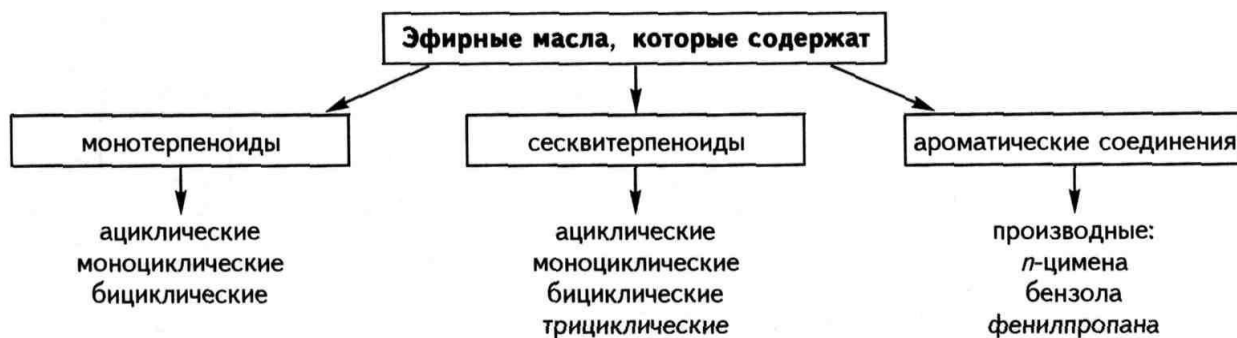 Эфирные масла, которые содержат
монотерпеноиды
ациклические
моноциклические
бициклические
сесквитерпеноиды
ациклические
моноциклические
бициклические
трициклические
ароматические соединения
производные:
п-цимена
бензола
фенилпропана